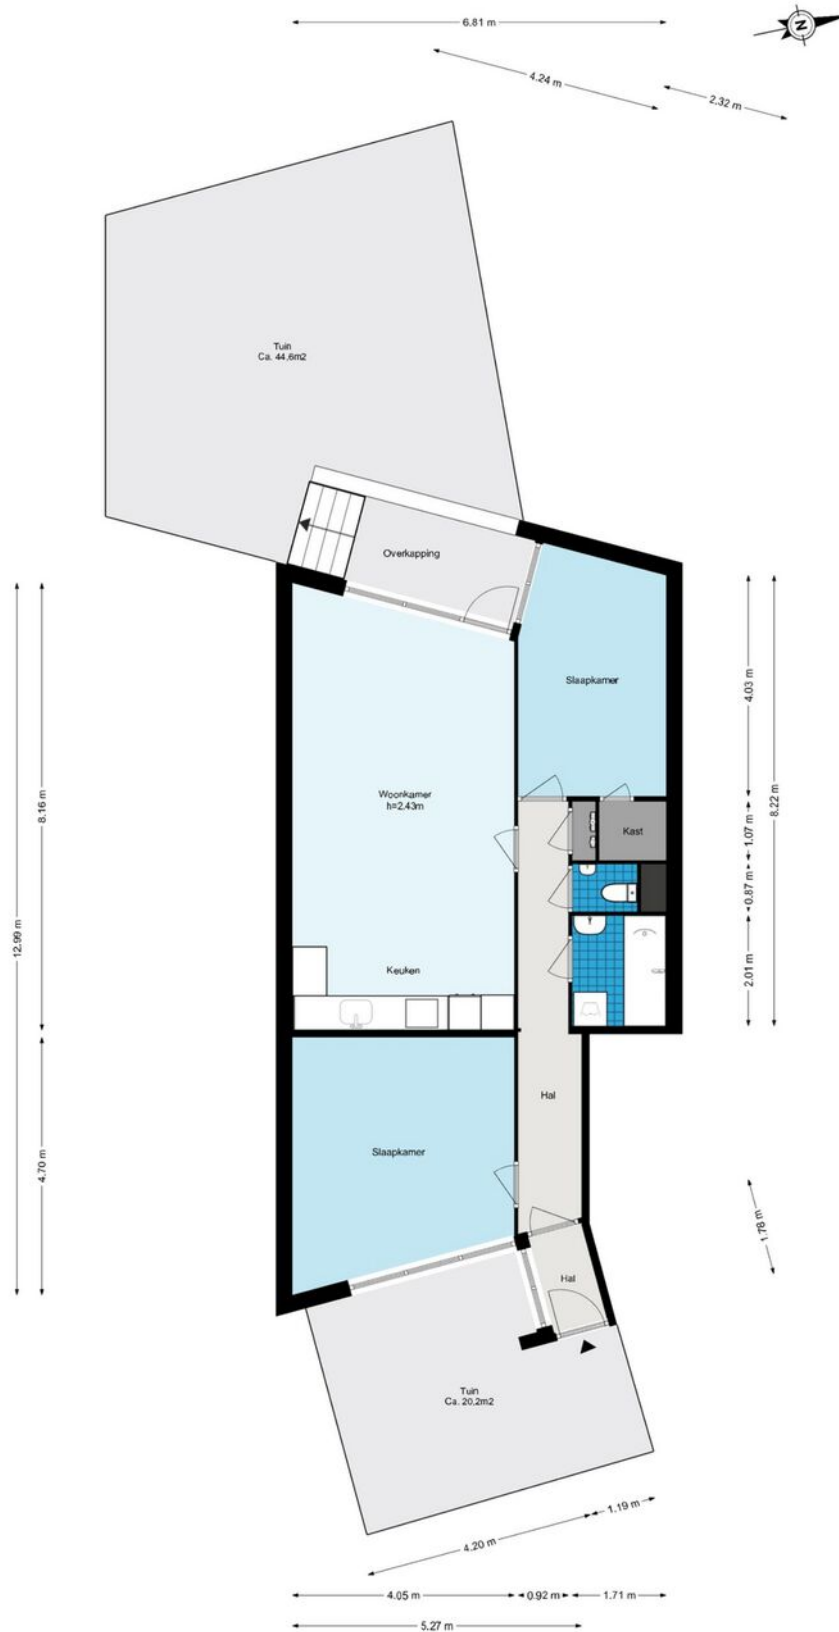 6.81 m
N
4.24 m
2.32 m
Tuin
Ca. 44,6m2
Overkapping
Slaapkamer
4.03 m
8.16 m
Woonkamer
h=2.43m
8.22 m
12.99 m
Kast
1.07 m
0.87 m
2.01 m
Keuken
Hal
Slaapkamer
4.70 m
1.78 m
Hal
Tuin
Ca. 20,2m2
1.19 m
4.20 m
4.05 m
0.92 m
1.71 m
5.27 m